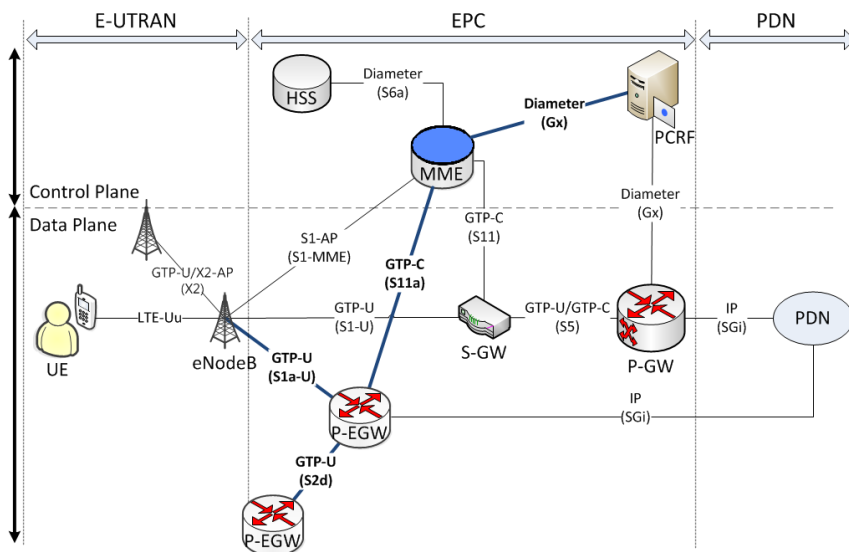 E-UTRAN
EPC
PDN
HSS
Diameter
(S6a)
Diameter
(Gx)
PCRF
MME
Control Plane
Data Plane
Diameter
(Gx)
GTP-C
(S11)
S1-AP
(S1-MME)
GTP-C
(S11a)
GTP-U/X2-AP
(X2)
UE
LTE-Uu
eNodeB
GTP-U
(S1-U)
S-GW
GTP-U/GTP-C
(S5)
P-GW
IP
(SGi)
PDN
GTP-U
(S1a-U)
P-EGW
IP
(SGi)
GTP-U
(S2d)
P-EGW